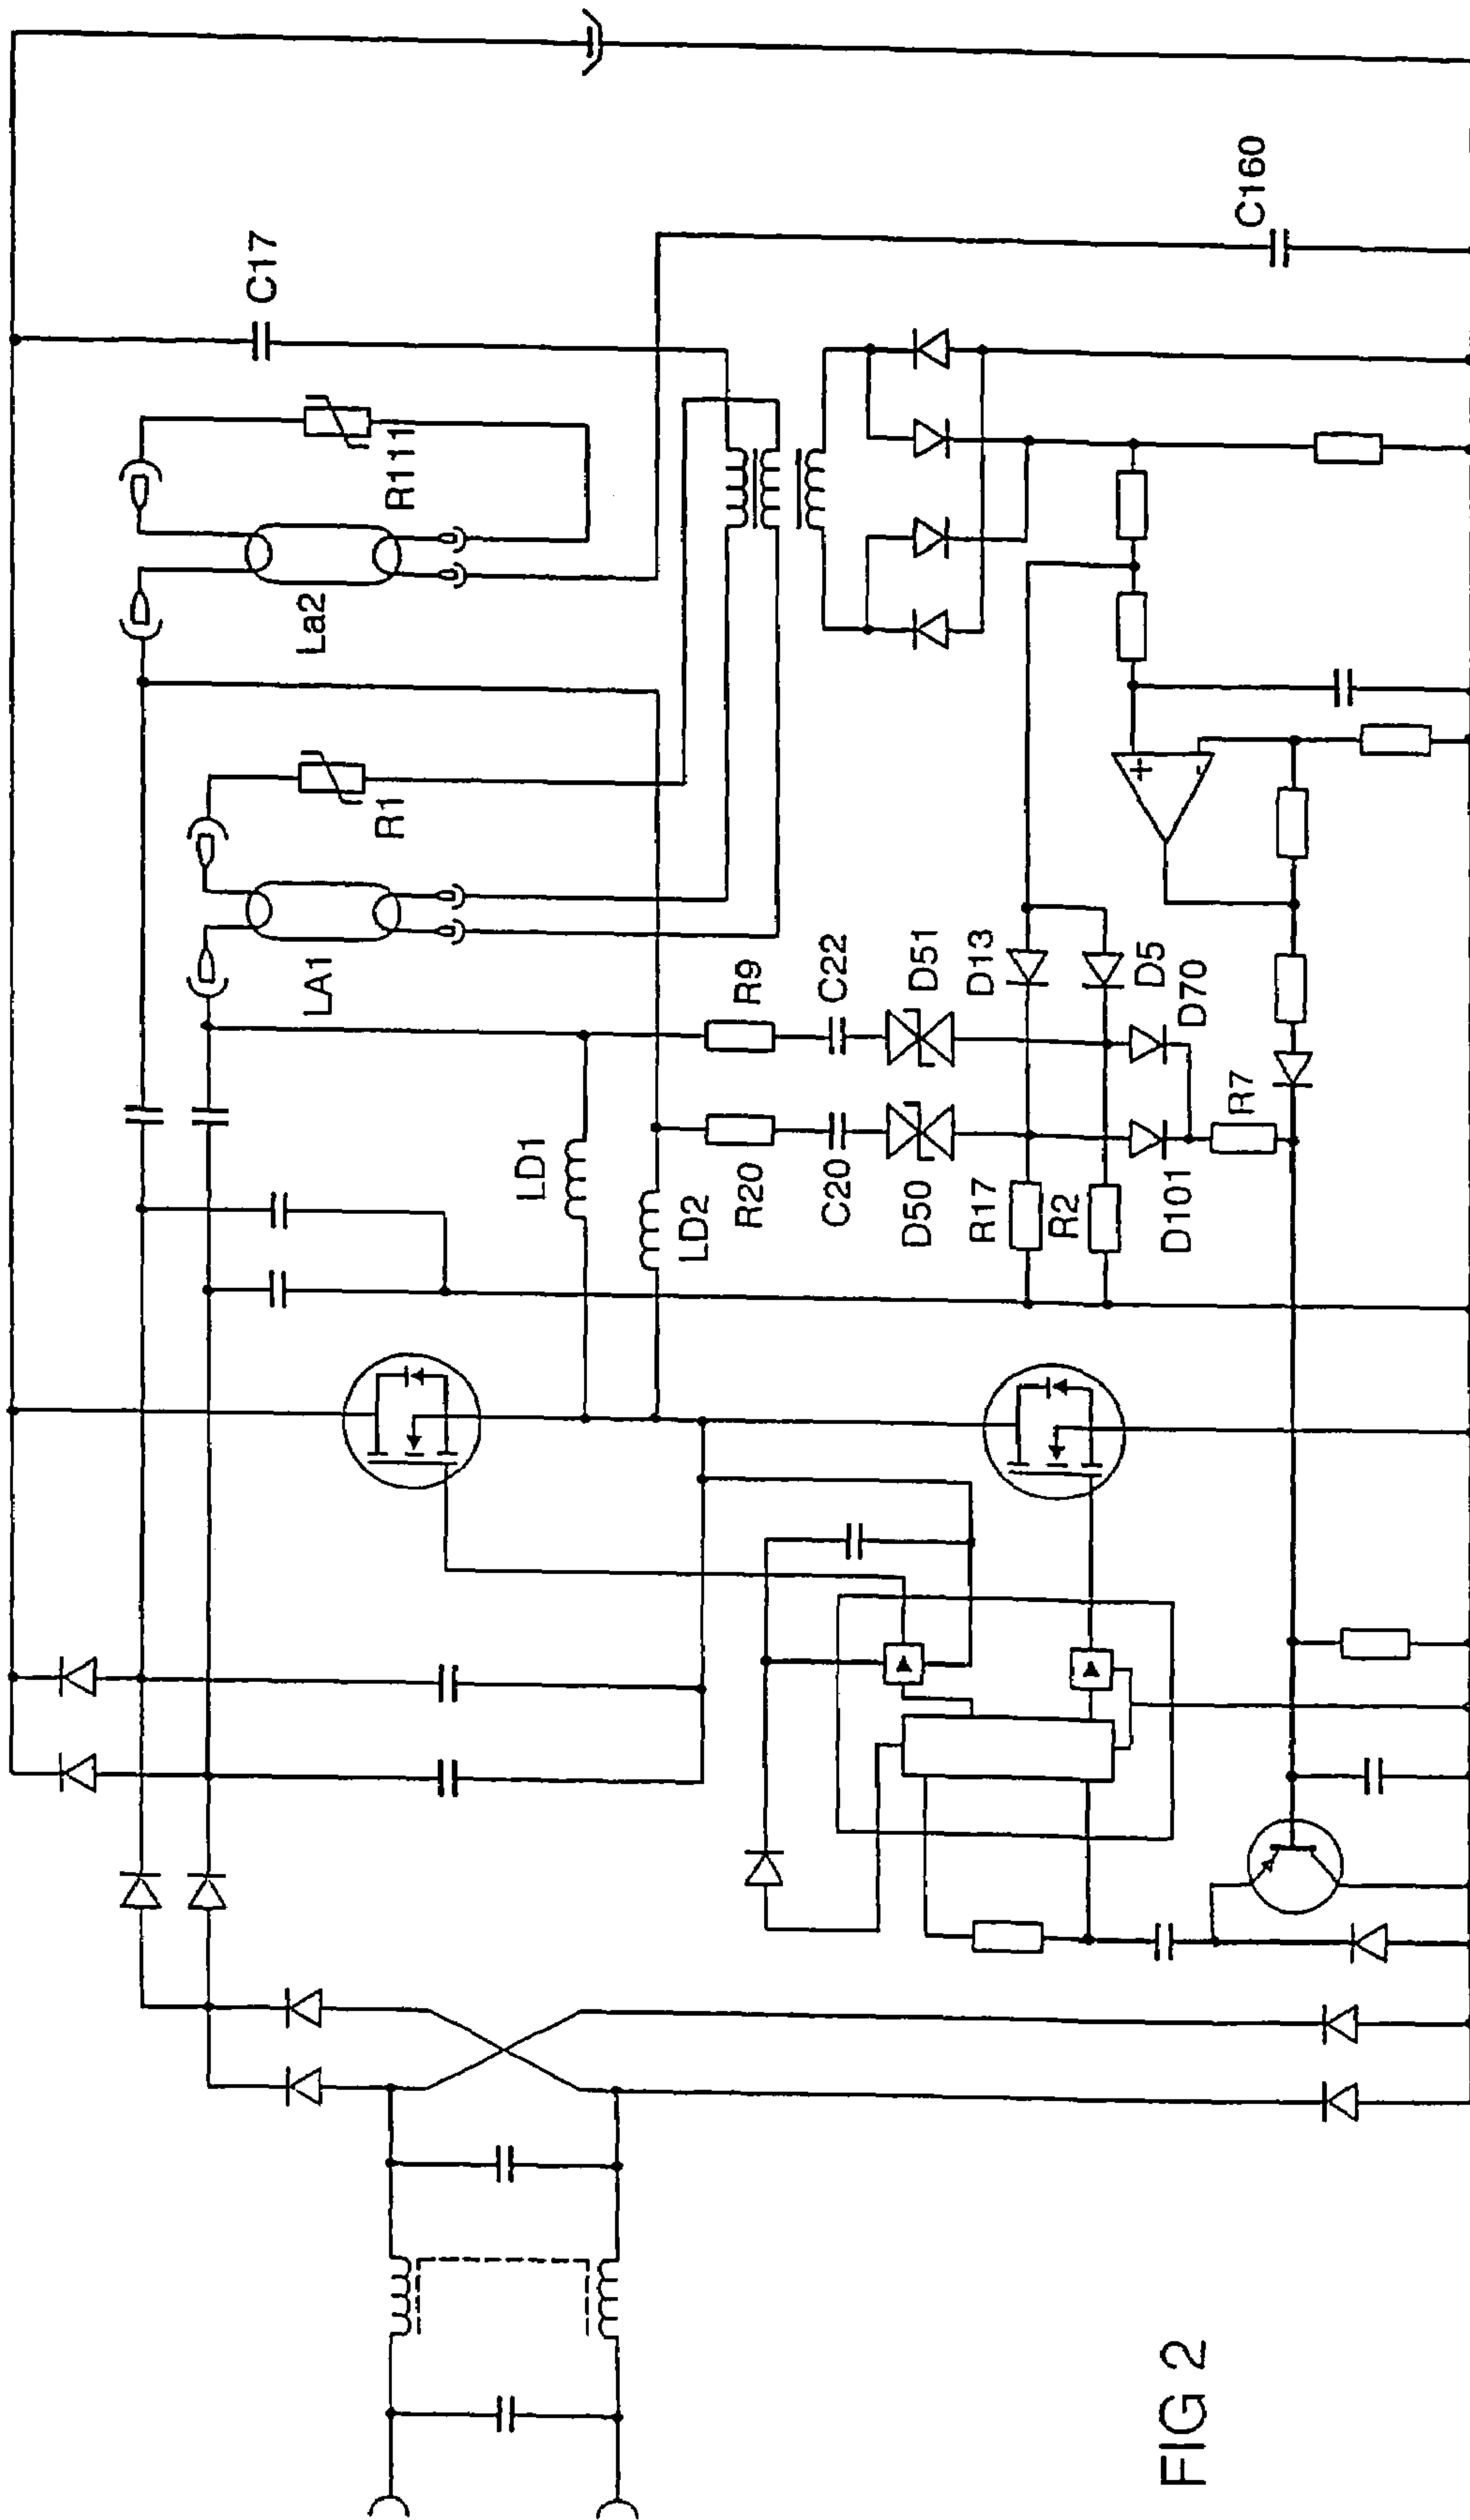 C17
C160
R111
La2
R1
LA1
R9
C22
D51
D13
D5
D70
LD1
R7
LD2
R20
C20
D50
R17
R2
D101
+
-
FIG 2